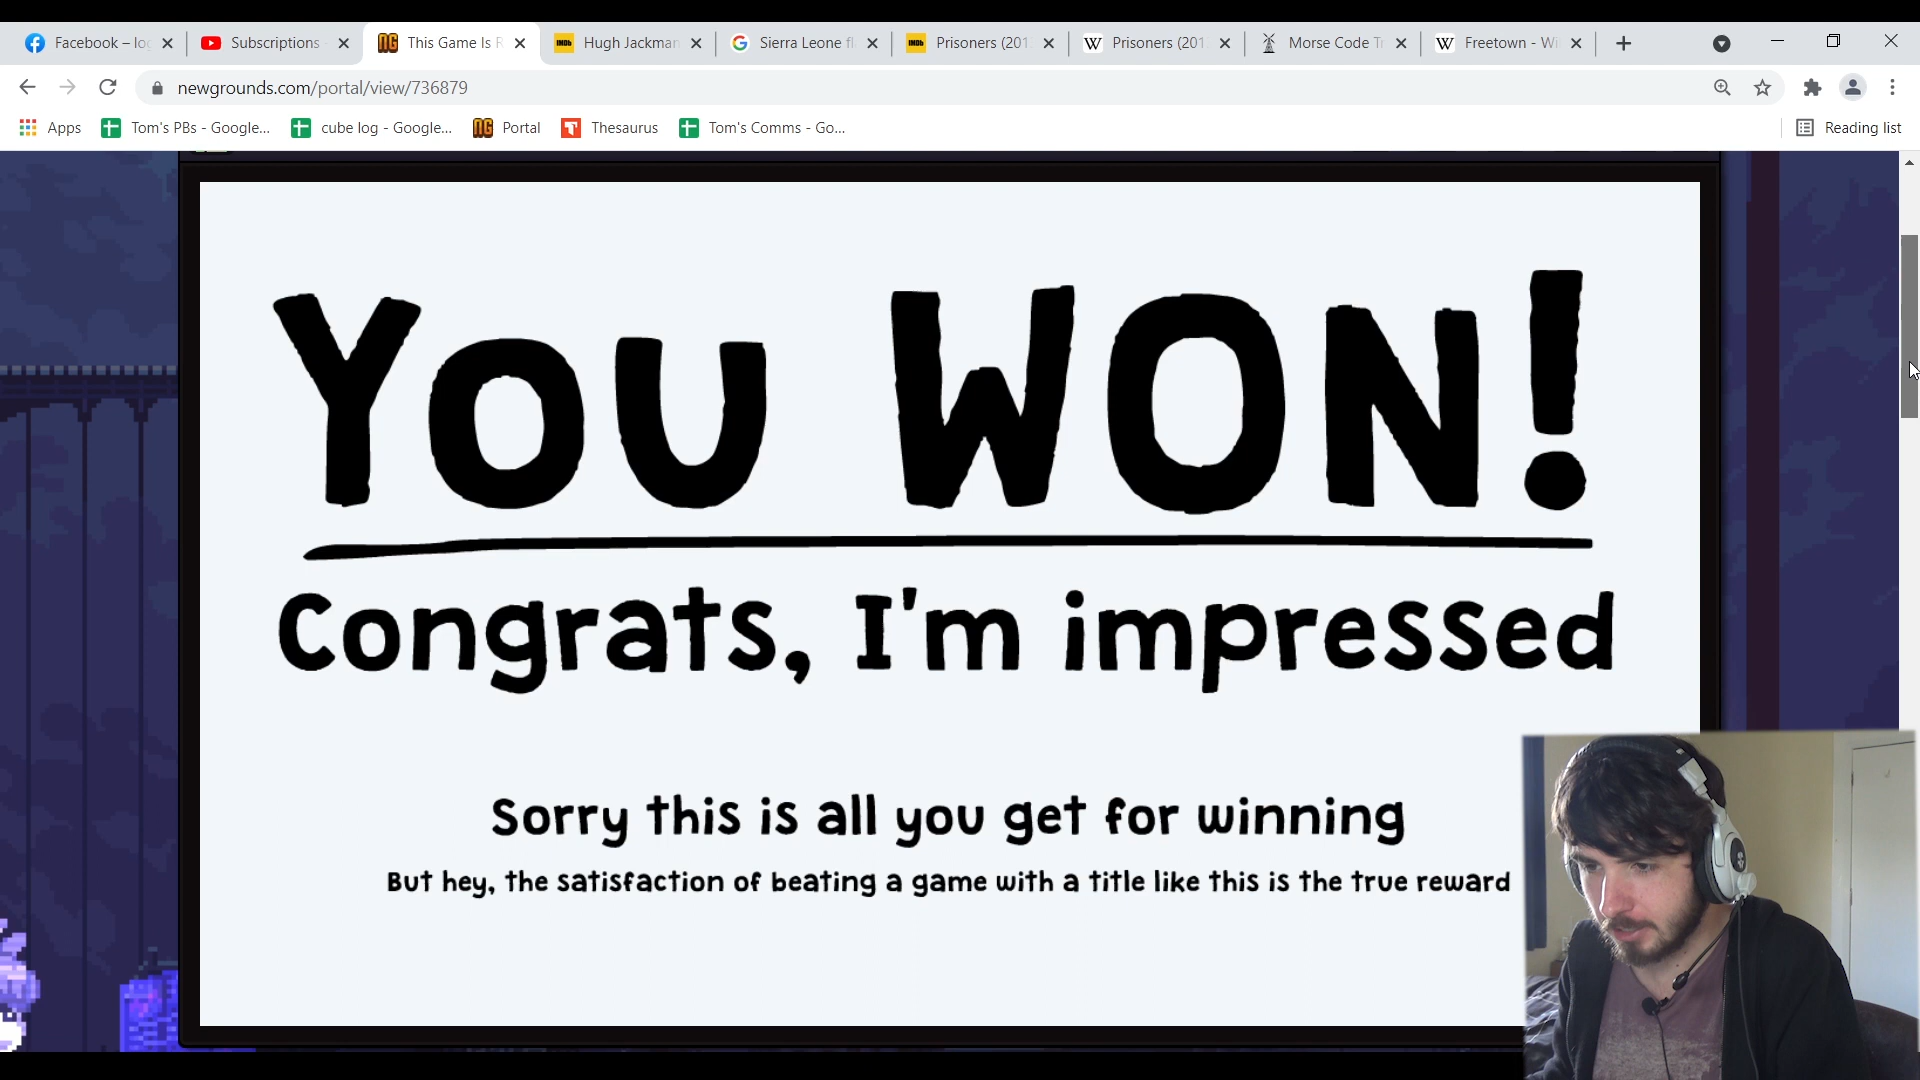 Facebook – lo
Subscriptions
This Game Is R
Hugh Jackman
Sierra Leone fl
Prisoners (201
Prisoners (201
Morse Code Tr
Freetown - Wi
newgrounds.com/portal/view/736879
Apps
Tom's PBs - Google...
cube log - Google...
Portal
Thesaurus
Tom's Comms - Go...
Reading list
YOU WON!
Congrats, I'm impressed
Sorry this is all you get for winning
But hey, the satisfaction of beating a game with a title like this is the true reward